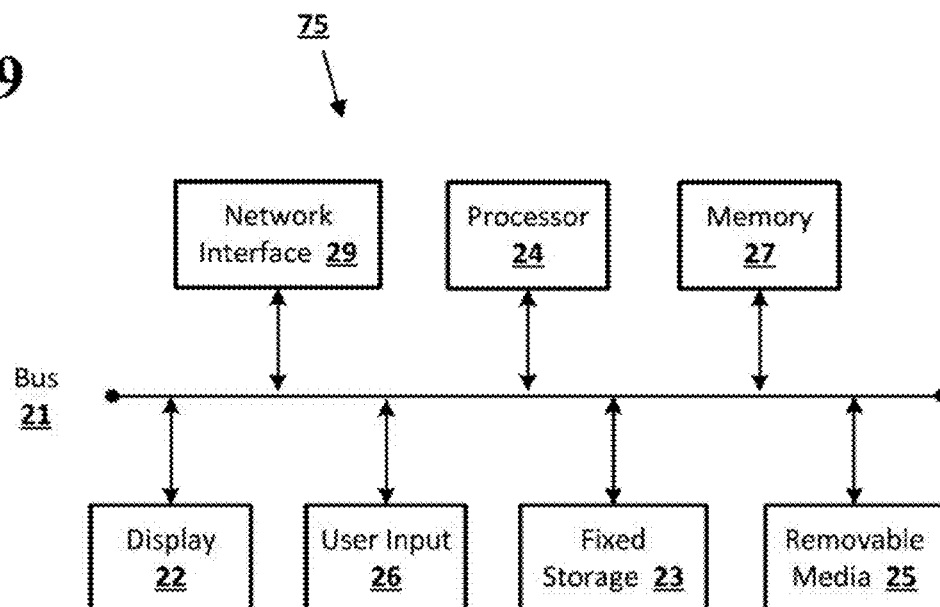 75
9
Network
Interface 29
Processor
24
Memory
27
Bus
21
Display
22
User Input
26
Fixed
Storage 23
Removable
Media 25